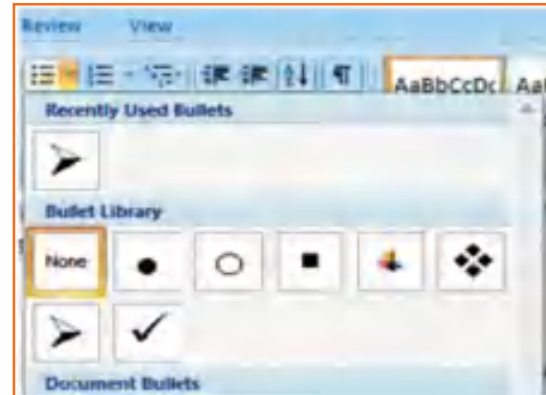 Review View
AaBbCcDc Aa
Recently Used Bullets
Bullet Library
None
Document Bullets